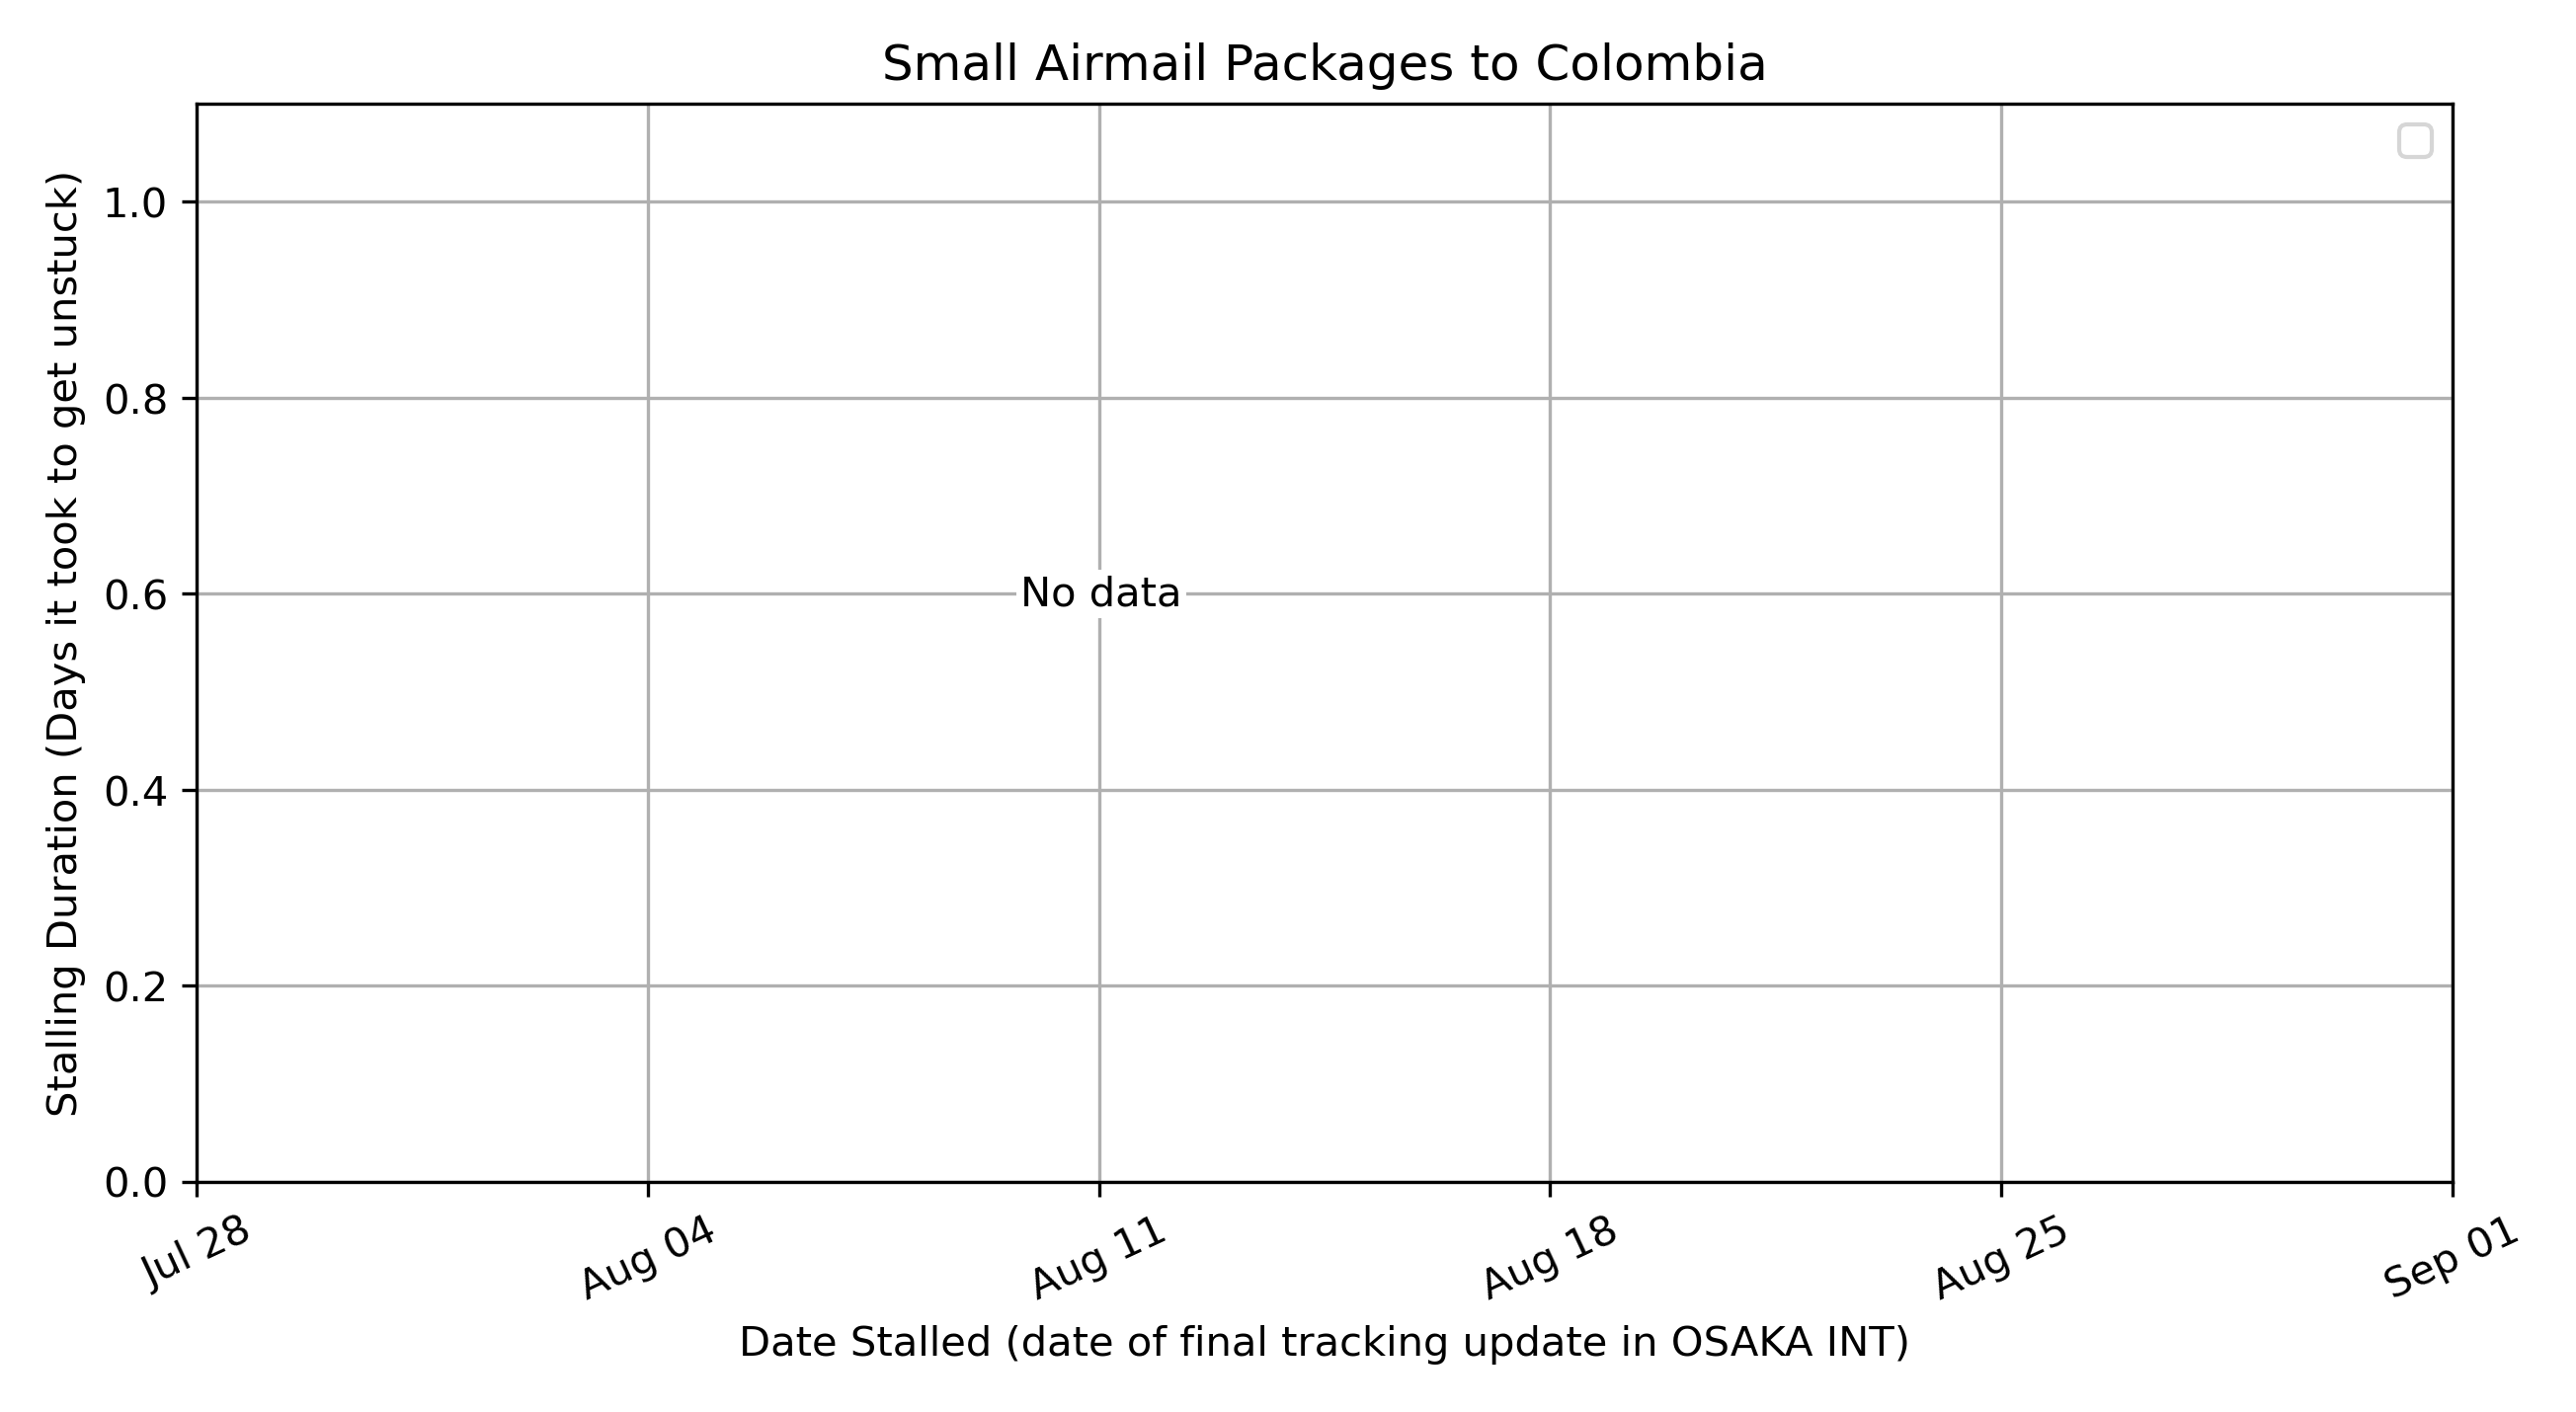 Small Airmail Packages to Colombia
Stalling Duration (Days it took to get unstuck)
1.0
0.8
0.6
0.4
0.2
0.0
No data
Jul 28
Aug 04
Aug 11
Aug 18
Aug 25
Sep 01
Date Stalled (date of final tracking update in OSAKA INT)